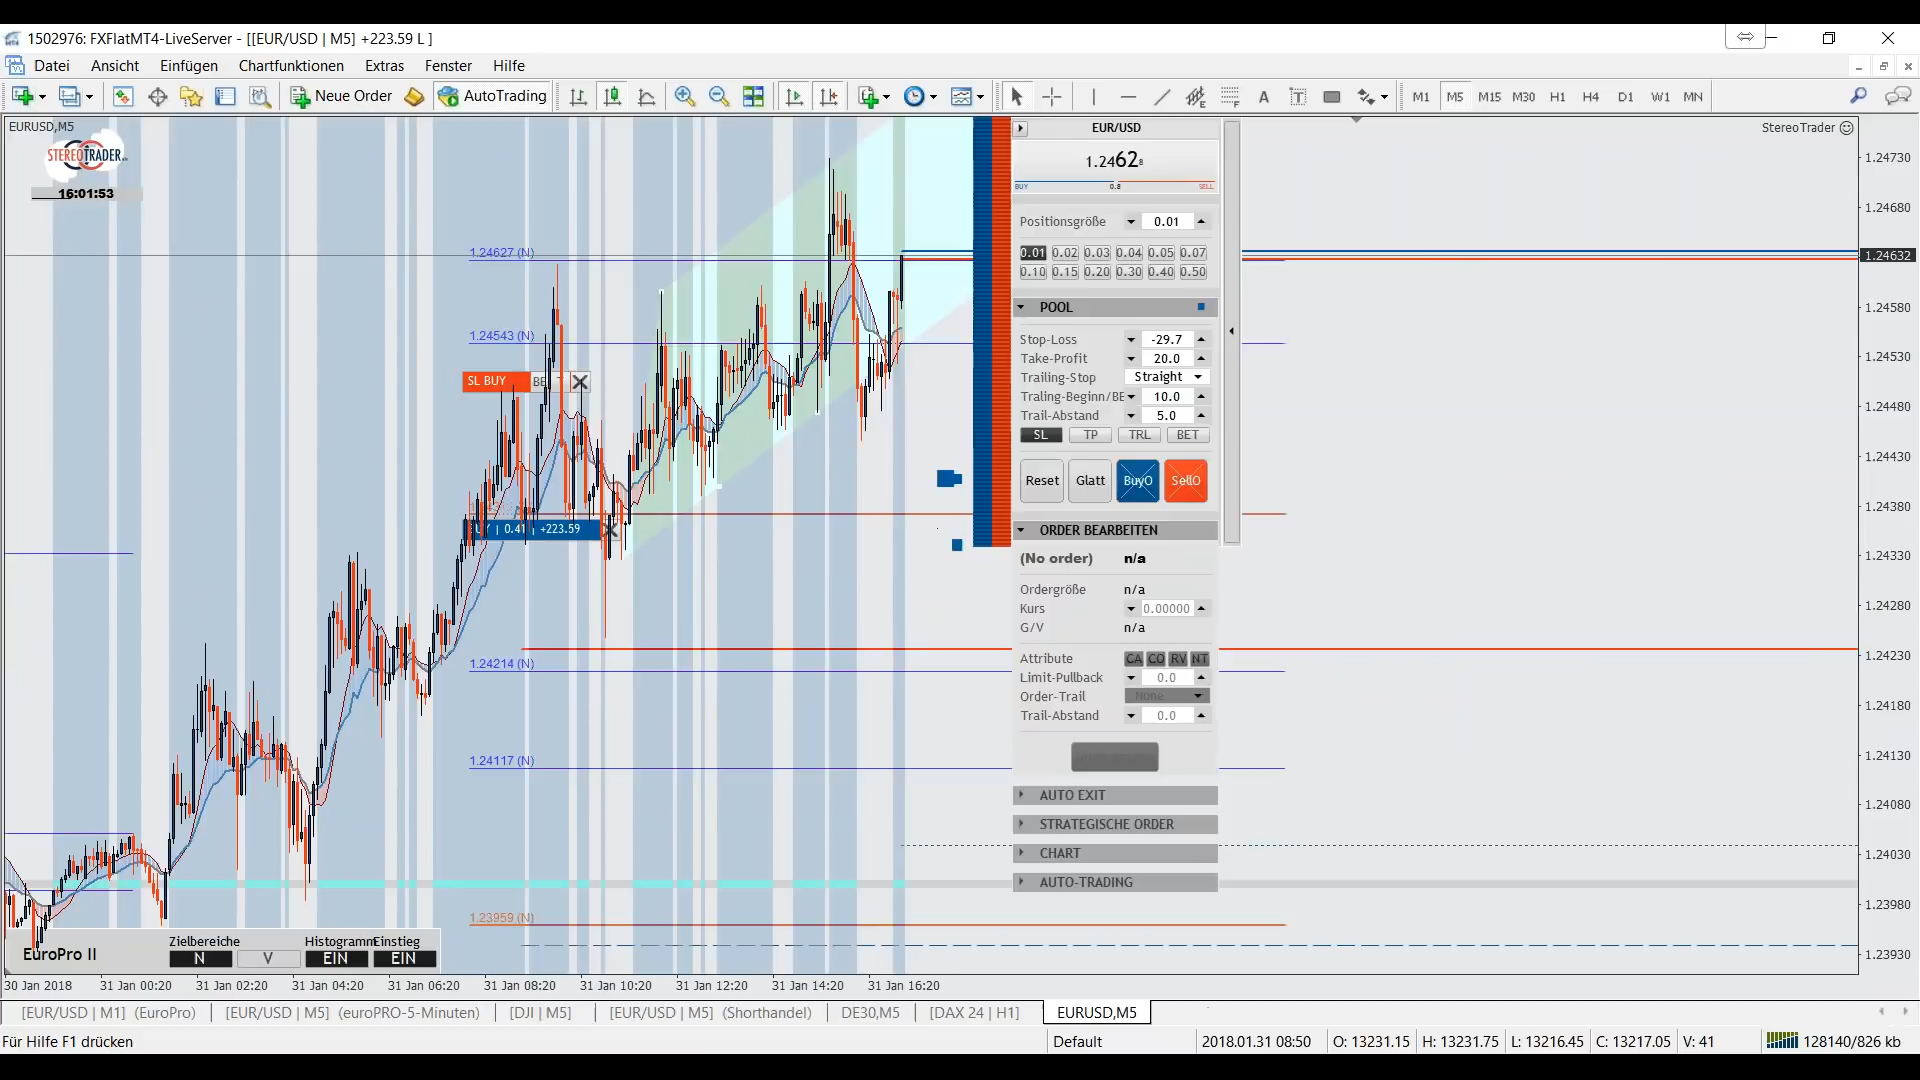 1502976: FXFlatMT4-LiveServer - [[EUR/USD | M5] +223.59 L ]
Datei Ansicht Einfügen Chartfunktionen Extras Fenster Hilfe
Neue Order AutoTrading A T M1 M5 M15 M30 H1 H4 D1 W1 MN
EURUSD,M5
STEREOTRADER
16:01:53
StereoTrader
1.24627 (N)
1.24543 (N)
SL BUY
| 0.41 | +223.59
1.24214 (N)
1.24117 (N)
1.23959 (N)
EUR/USD
1.24628
BUY 0.8 SELL
Positionsgröße 0.01
0.01 0.02 0.03 0.04 0.05 0.07
0.10 0.15 0.20 0.30 0.40 0.50
POOL
Stop-Loss -29.7
Take-Profit 20.0
Trailing-Stop Straight
Traling-Beginn/BE 10.0
Trail-Abstand 5.0
SL TP TRL BET
Reset Glatt BuyO SellO
ORDER BEARBEITEN
(No order) n/a
Ordergröße n/a
Kurs 0.00000
G/V n/a
Attribute CA CO RV NT
Limit-Pullback 0.0
Order-Trail None
Trail-Abstand 0.0
AUTO EXIT
STRATEGISCHE ORDER
CHART
AUTO-TRADING
1.24730
1.24680
1.24632
1.24580
1.24530
1.24480
1.24430
1.24380
1.24330
1.24280
1.24230
1.24180
1.24130
1.24080
1.24030
1.23980
1.23930
EuroPro II
Zielbereiche Histogramm Einstieg
N V EIN EIN
30 Jan 2018 31 Jan 00:20 31 Jan 02:20 31 Jan 04:20 31 Jan 06:20 31 Jan 08:20 31 Jan 10:20 31 Jan 12:20 31 Jan 14:20 31 Jan 16:20
[EUR/USD | M1] (EuroPro) [EUR/USD | M5] (euroPRO-5-Minuten) [DJI | M5] [EUR/USD | M5] (Shorthandel) DE30,M5 [DAX 24 | H1] EURUSD,M5
Für Hilfe F1 drücken Default 2018.01.31 08:50 O: 13231.15 H: 13231.75 L: 13216.45 C: 13217.05 V: 41 128140/826 kb